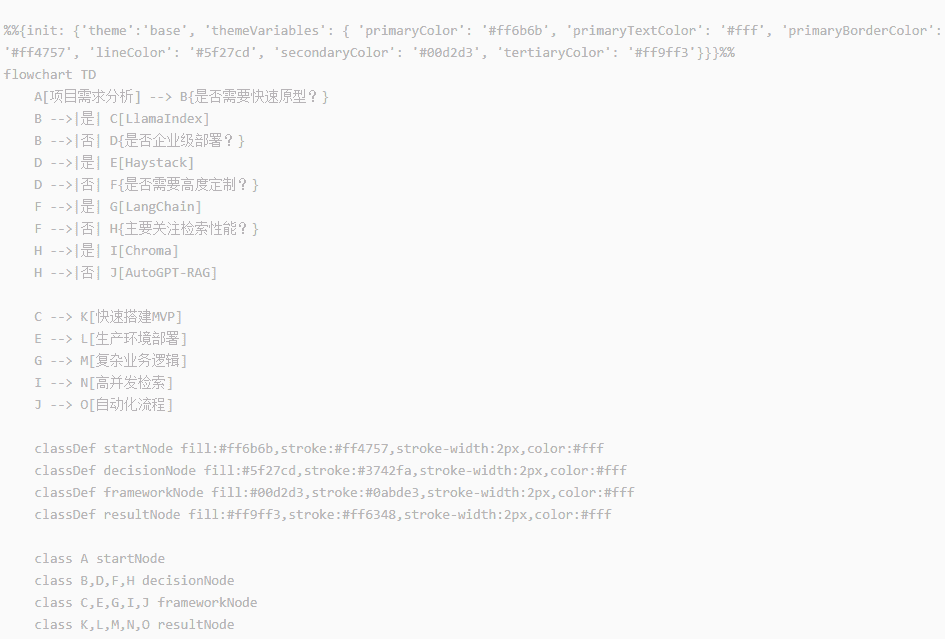 %%{init: {'theme':'base', 'themeVariables': { 'primaryColor': '#ff6b6b', 'primaryTextColor': '#fff', 'primaryBorderColor':
'#ff4757', 'lineColor': '#5f27cd', 'secondaryColor': '#00d2d3', 'tertiaryColor': '#ff9ff3'}}}%%
flowchart TD
    A[项目需求分析] --> B{是否需要快速原型？}
    B -->|是| C[LlamaIndex]
    B -->|否| D{是否企业级部署？}
    D -->|是| E[Haystack]
    D -->|否| F{是否需要高度定制？}
    F -->|是| G[LangChain]
    F -->|否| H{主要关注检索性能？}
    H -->|是| I[Chroma]
    H -->|否| J[AutoGPT-RAG]

    C --> K[快速搭建MVP]
    E --> L[生产环境部署]
    G --> M[复杂业务逻辑]
    I --> N[高并发检索]
    J --> O[自动化流程]

    classDef startNode fill:#ff6b6b,stroke:#ff4757,stroke-width:2px,color:#fff
    classDef decisionNode fill:#5f27cd,stroke:#3742fa,stroke-width:2px,color:#fff
    classDef frameworkNode fill:#00d2d3,stroke:#0abde3,stroke-width:2px,color:#fff
    classDef resultNode fill:#ff9ff3,stroke:#ff6348,stroke-width:2px,color:#fff

    class A startNode
    class B,D,F,H decisionNode
    class C,E,G,I,J frameworkNode
    class K,L,M,N,O resultNode